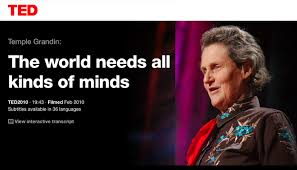 TED
Temple Grandin:
The world needs all
kinds of minds
TED2010 · 19:43 · Filmed Feb 2010
Subtitles available in 36 languages
View interactive transcript